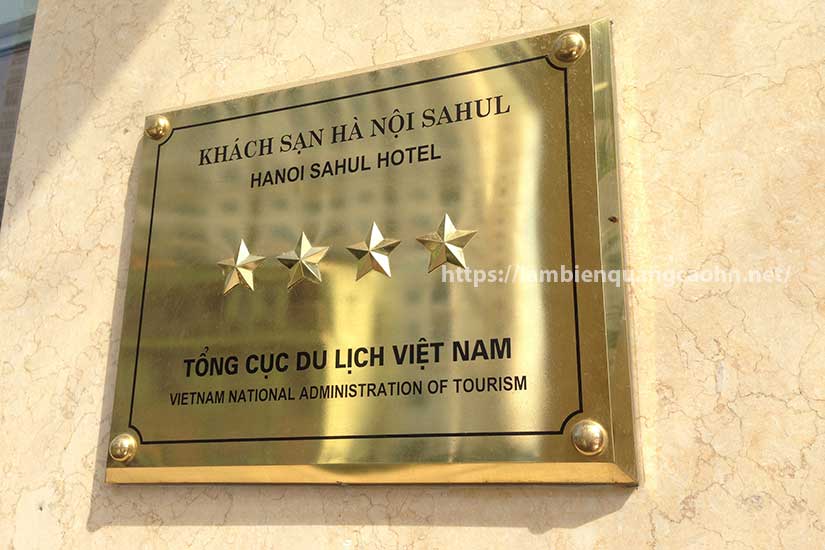 KHÁCH SẠN HÀ NỘI SAHUL
HANOI SAHUL HOTEL
https://lambienquangcaohn.net/
TỔNG CỤC DU LỊCH VIỆT NAM
VIETNAM NATIONAL ADMINISTRATION OF TOURISM